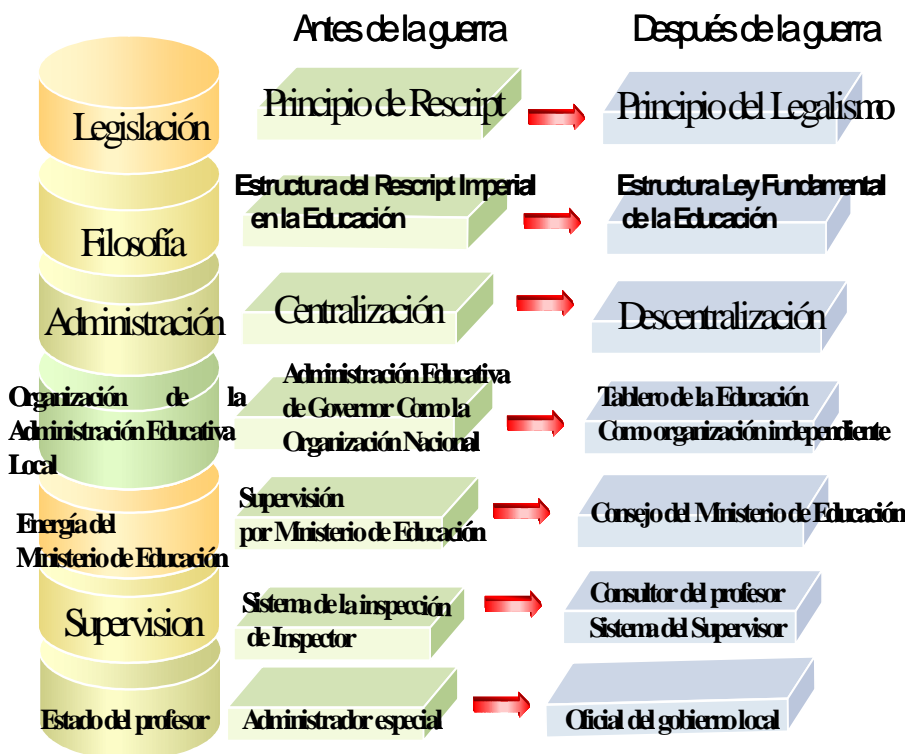 Antes de la guerra
Después de la guerra
Legislación
Principio de Rescript
Principio del Legalismo
Filosofía
Estructura del Rescript Imperial
en la Educación
Estructura Ley Fundamental
de la Educación
Administración
Centralización
Descentralización
Organización de la
Administración Educativa
Local
Administración Educativa
de Governor Como la
Organización Nacional
Tablero de la Educación
Como organización independiente
Energía del
Ministerio de Educación
Supervisión
por Ministerio de Educación
Consejo del Ministerio de Educación
Supervision
Sistema de la inspección
de Inspector
Consultor del profesor
Sistema del Supervisor
Estado del profesor
Administrador especial
Oficial del gobierno local